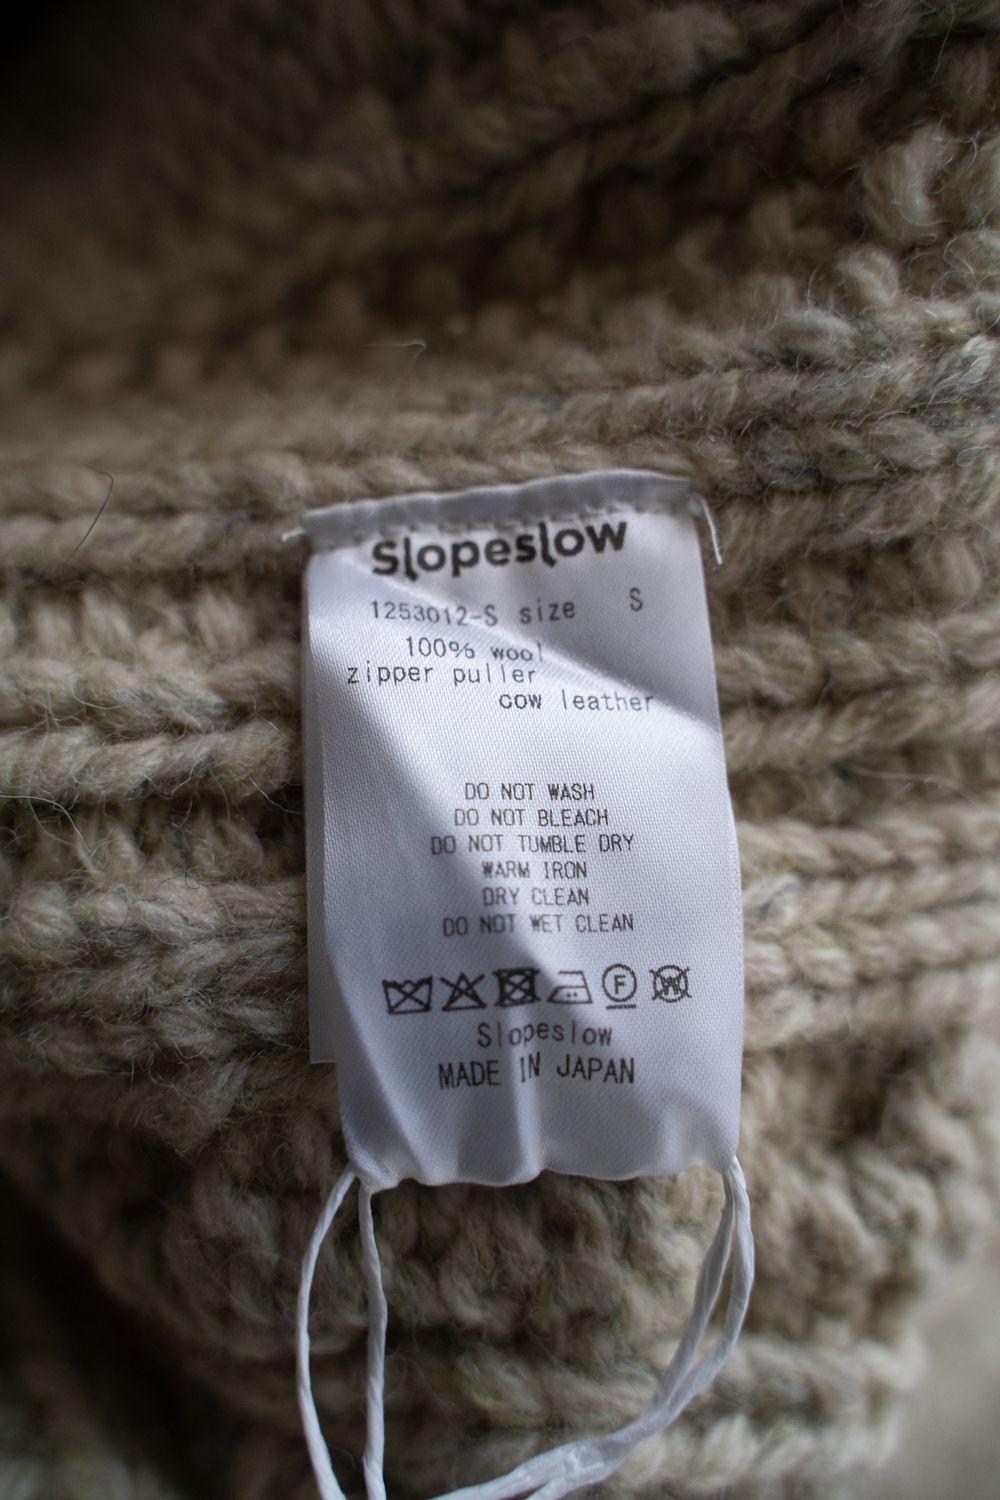 Slopeslow
1253012-S size S
100% wool
zipper puller
cow leather
DO NOT WASH
DO NOT BLEACH
DO NOT TUMBLE DRY
WARM IRON
DRY CLEAN
DO NOT WET CLEAN
F W
Slopeslow
MADE IN JAPAN